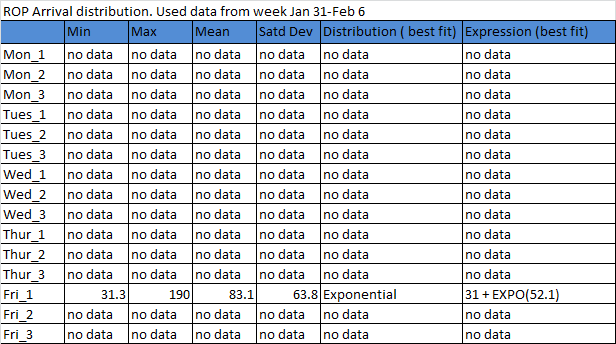 ROP Arrival distribution. Used data from week Jan 31-Feb 6
Min Max Mean Satd Dev Distribution ( best fit) Expression (best fit)
Mon_1 no data no data no data no data no data no data
Mon_2 no data no data no data no data no data no data
Mon_3 no data no data no data no data no data no data
Tues_1 no data no data no data no data no data no data
Tues_2 no data no data no data no data no data no data
Tues_3 no data no data no data no data no data no data
Wed_1 no data no data no data no data no data no data
Wed_2 no data no data no data no data no data no data
Wed_3 no data no data no data no data no data no data
Thur_1 no data no data no data no data no data no data
Thur_2 no data no data no data no data no data no data
Thur_3 no data no data no data no data no data no data
Fri_1 31.3 190 83.1 63.8 Exponential 31 + EXPO(52.1)
Fri_2 no data no data no data no data no data no data
Fri_3 no data no data no data no data no data no data